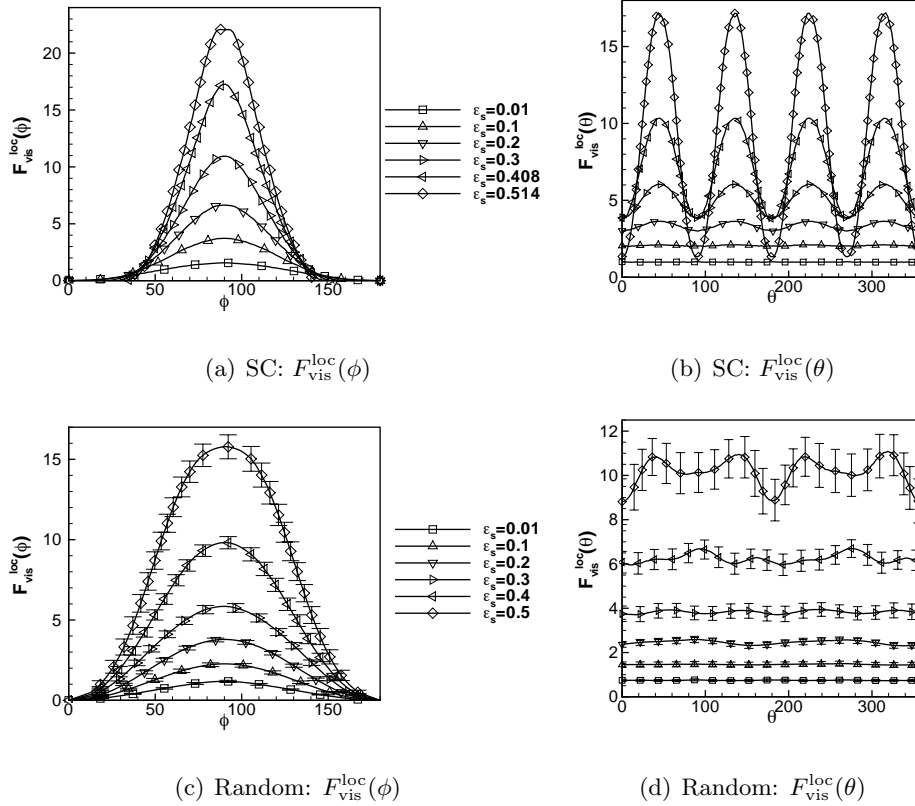 F_vis^loc(φ)
20
15
10
5
0
0
50
100
150
φ
ε_s=0.01
ε_s=0.1
ε_s=0.2
ε_s=0.3
ε_s=0.408
ε_s=0.514
F_vis^loc(θ)
20
15
10
5
0
0
100
200
300
θ
(a) SC: F_vis^loc(φ)
(b) SC: F_vis^loc(θ)
F_vis^loc(φ)
15
10
5
0
0
50
100
150
φ
ε_s=0.01
ε_s=0.1
ε_s=0.2
ε_s=0.3
ε_s=0.4
ε_s=0.5
F_vis^loc(θ)
12
10
8
6
4
2
0
0
100
200
300
θ
(c) Random: F_vis^loc(φ)
(d) Random: F_vis^loc(θ)